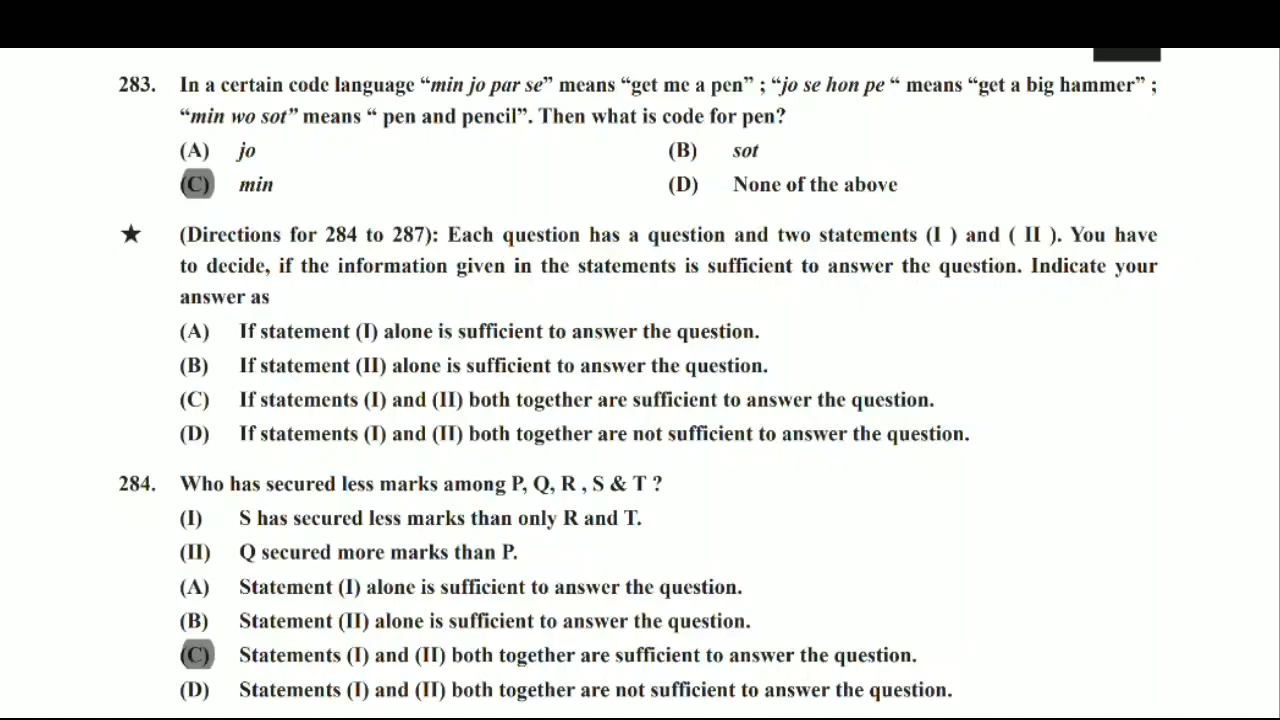 283. In a certain code language “min jo par se” means “get me a pen” ; “jo se hon pe “ means “get a big hammer” ;
“min wo sot” means “ pen and pencil”. Then what is code for pen?
(A) jo (B) sot
(C) min (D) None of the above
★ (Directions for 284 to 287): Each question has a question and two statements (I ) and ( II ). You have
to decide, if the information given in the statements is sufficient to answer the question. Indicate your
answer as
(A) If statement (I) alone is sufficient to answer the question.
(B) If statement (II) alone is sufficient to answer the question.
(C) If statements (I) and (II) both together are sufficient to answer the question.
(D) If statements (I) and (II) both together are not sufficient to answer the question.
284. Who has secured less marks among P, Q, R , S & T ?
(I) S has secured less marks than only R and T.
(II) Q secured more marks than P.
(A) Statement (I) alone is sufficient to answer the question.
(B) Statement (II) alone is sufficient to answer the question.
(C) Statements (I) and (II) both together are sufficient to answer the question.
(D) Statements (I) and (II) both together are not sufficient to answer the question.